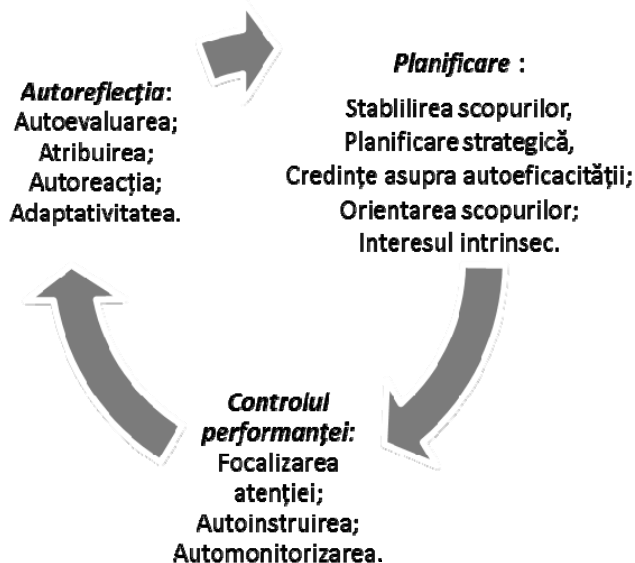 Autoreflecția:
Autoevaluarea;
Atribuirea;
Autoreacția;
Adaptativitatea.
Planificare :
Stablilirea scopurilor,
Planificare strategică,
Credințe asupra autoeficacității;
Orientarea scopurilor;
Interesul intrinsec.
Controlul
performanței:
Focalizarea
atenției;
Autoinstruirea;
Automonitorizarea.